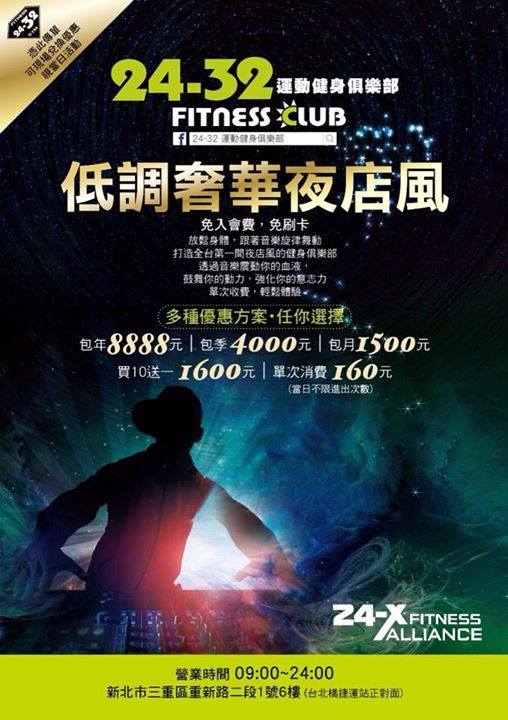 FITNESS
24-32
憑此傳單
可現場兌換優惠
視當日活動
24-32 運動健身俱樂部
FITNESS CLUB
f 24-32 運動健身俱樂部
低調奢華夜店風
免入會費，免刷卡
放鬆身體，跟著音樂旋律舞動
打造全台第一間夜店風的健身俱樂部
透過音樂震動你的血液，
鼓舞你的動力，強化你的意志力
單次收費，輕鬆體驗
多種優惠方案·任你選擇
包年8888元｜包季4000元｜包月1500元
買10送一 1600元｜單次消費 160元
(當日不限進出次數)
24-X FITNESS
ALLIANCE
營業時間 09:00~24:00
新北市三重區重新路二段1號6樓 (台北橋捷運站正對面)